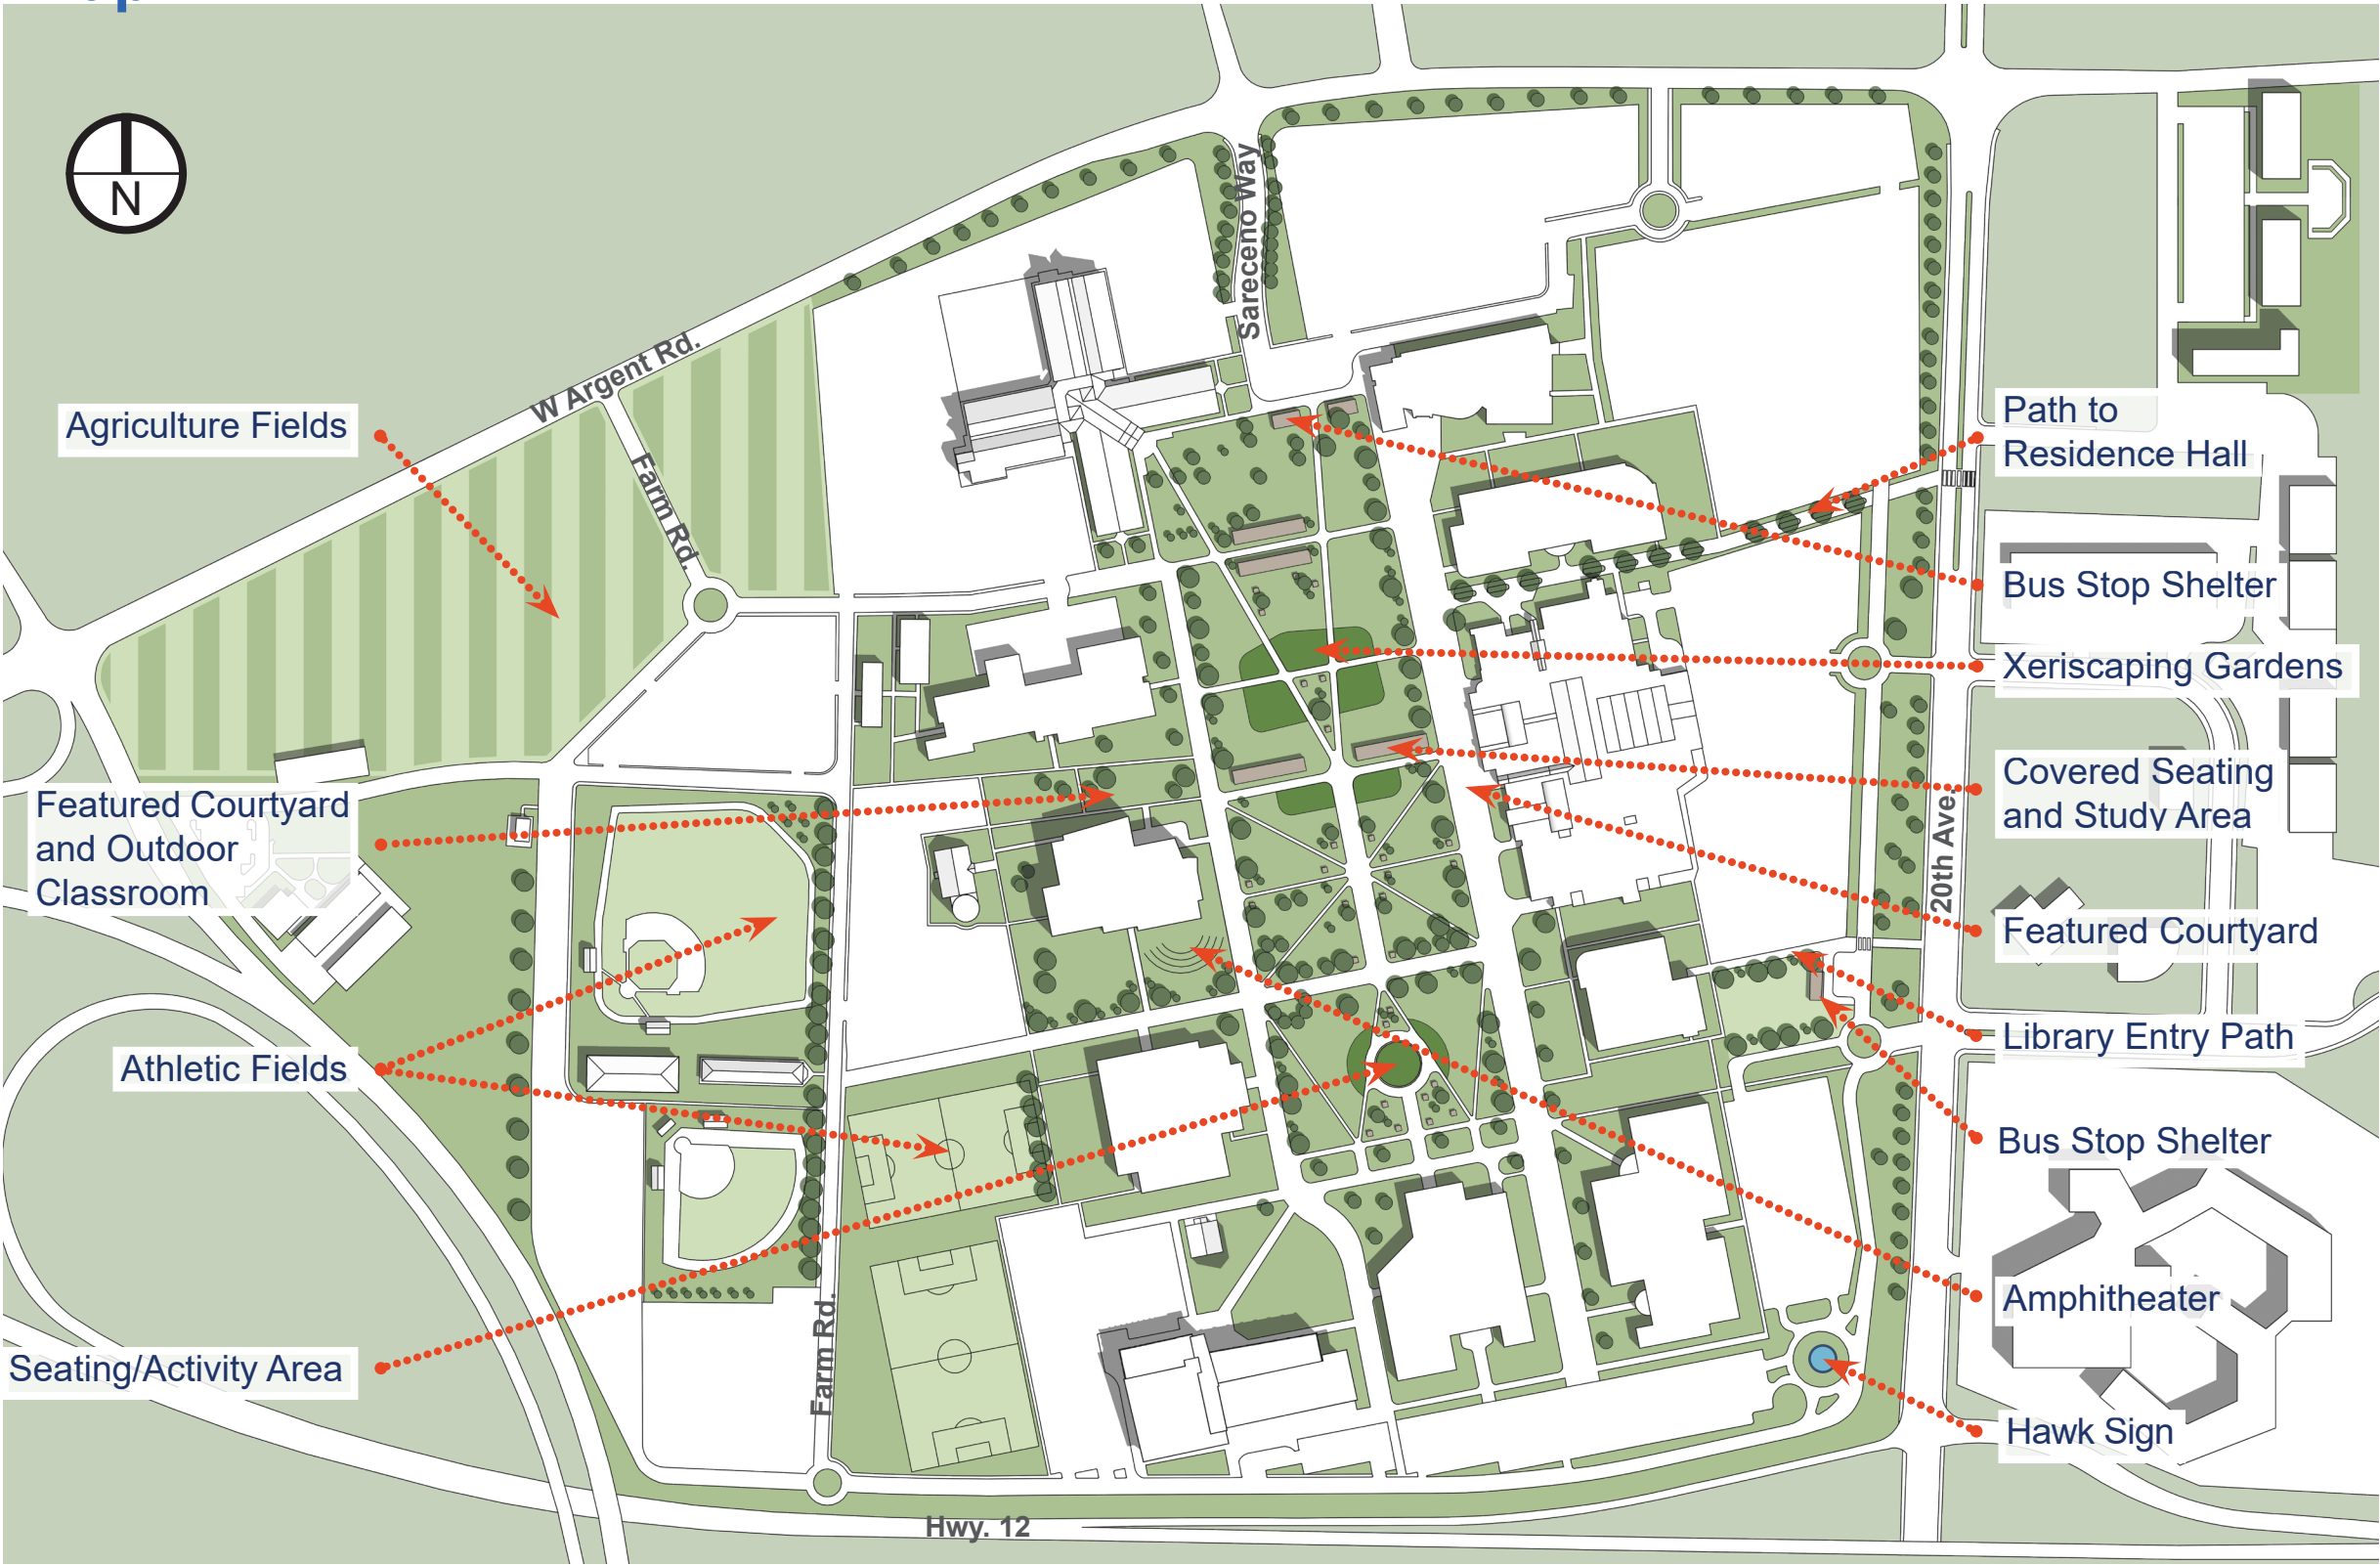 N
Sareceno Way
W Argent Rd.
Farm Rd.
Agriculture Fields
Path to
Residence Hall
Bus Stop Shelter
Xeriscaping Gardens
Covered Seating
and Study Area
20th Ave.
Featured Courtyard
and Outdoor
Classroom
Featured Courtyard
Library Entry Path
Athletic Fields
Bus Stop Shelter
Amphitheater
Farm Rd.
Seating/Activity Area
Hawk Sign
Hwy. 12